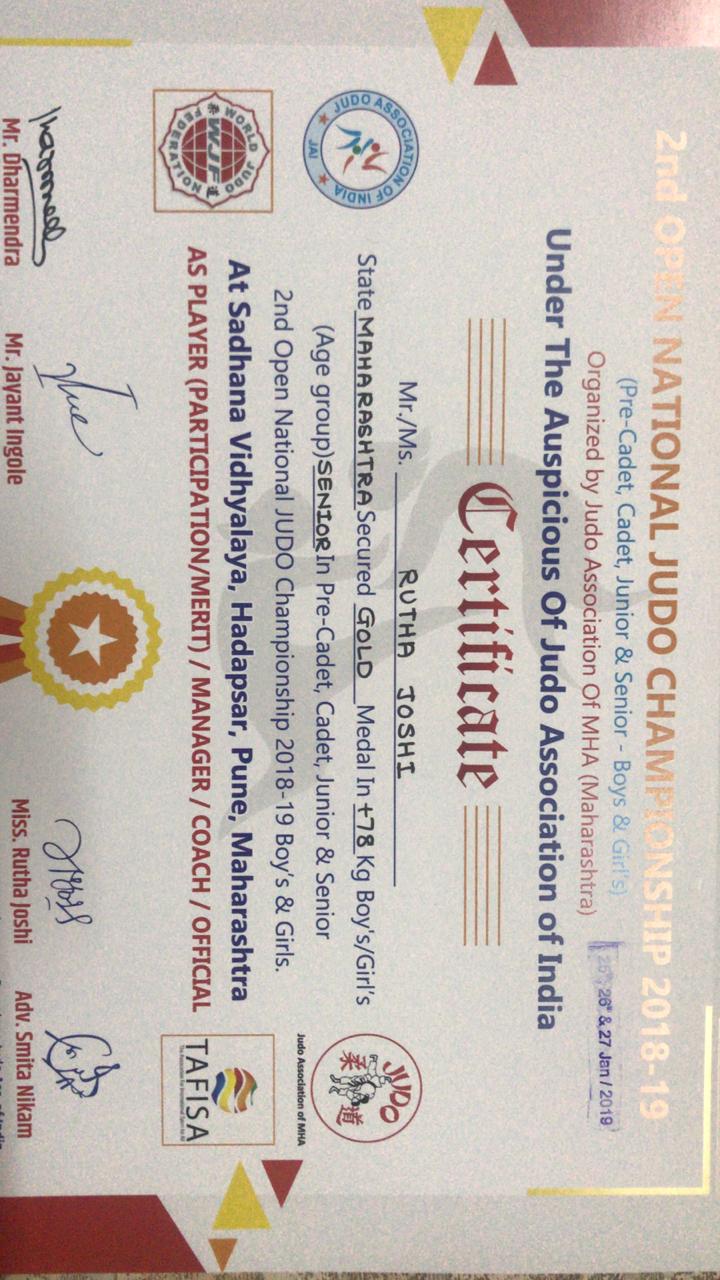 2nd OPEN NATIONAL JUDO CHAMPIONSHIP 2018-19
(Pre-Cadet, Cadet, Junior & Senior - Boys & Girl's)
Organized by Judo Association Of MHA (Maharashtra)
25th, 26th & 27 Jan / 2019
Under The Auspicious Of Judo Association of India
Certificate
JUDO ASSOCIATION OF INDIA
JAI
JUDO
柔道
Judo Association of MHA
Mr./Ms. RUTHA JOSHI
State MAHARASHTRA Secured GOLD Medal In +78 Kg Boy's/Girl's
(Age group) SENIOR In Pre-Cadet, Cadet, Junior & Senior
2nd Open National JUDO Championship 2018-19 Boy's & Girls.
At Sadhana Vidhyalaya, Hadapsar, Pune, Maharashtra
AS PLAYER (PARTICIPATION/MERIT) / MANAGER / COACH / OFFICIAL
WORLD JUDO FEDERATION
柔 WJF 道
TAFISA
Mr. Dharmendra
Mr. Jayant Ingole
Miss. Rutha Joshi
Adv. Smita Nikam